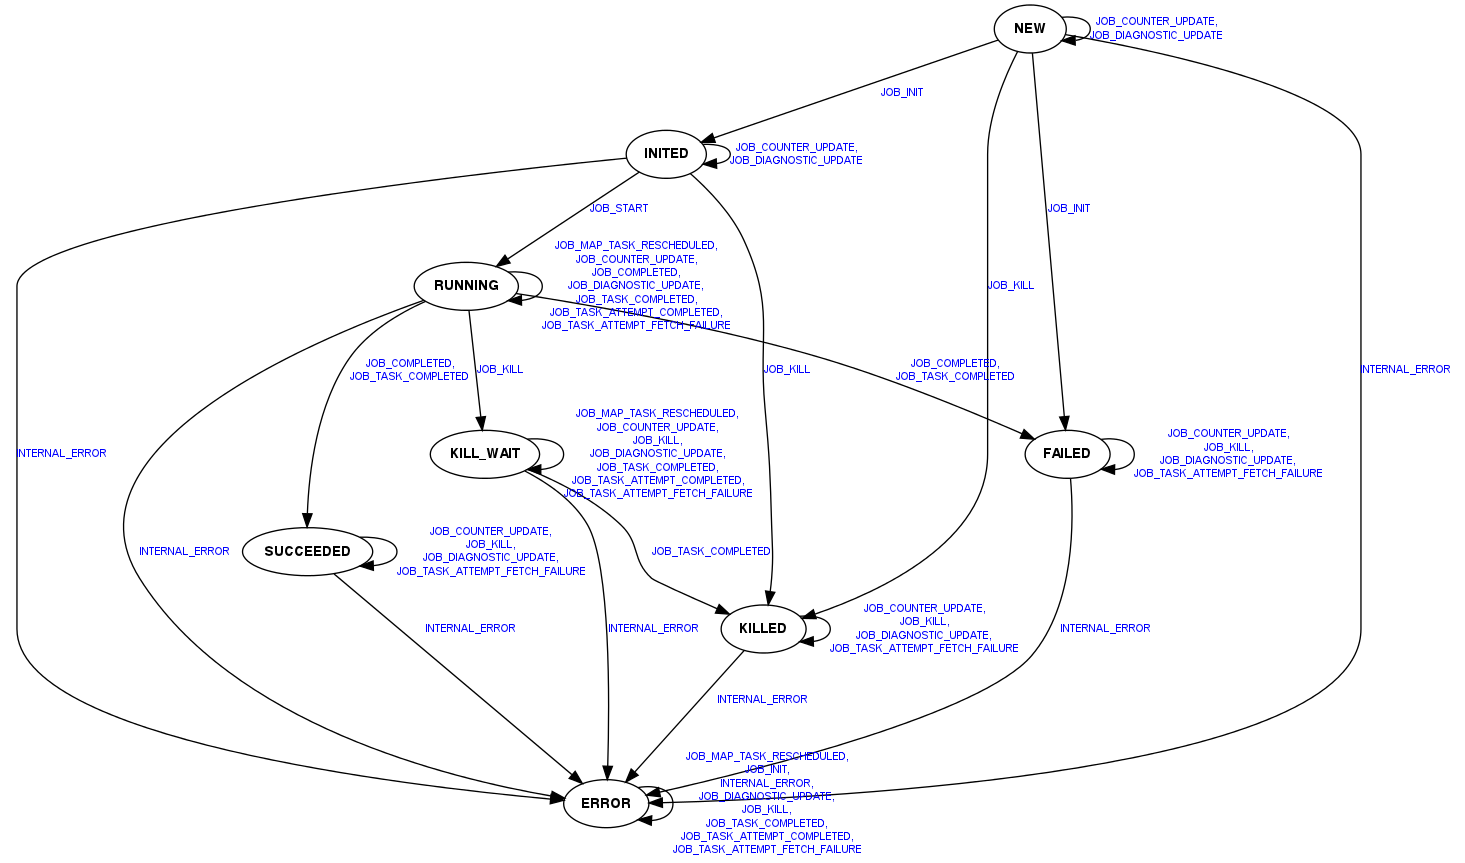 NEW
JOB_COUNTER_UPDATE,
JOB_DIAGNOSTIC_UPDATE
JOB_INIT
INITED
JOB_COUNTER_UPDATE,
JOB_DIAGNOSTIC_UPDATE
JOB_START
JOB_INIT
JOB_MAP_TASK_RESCHEDULED,
JOB_COUNTER_UPDATE,
JOB_COMPLETED,
JOB_DIAGNOSTIC_UPDATE,
JOB_TASK_COMPLETED,
JOB_TASK_ATTEMPT_COMPLETED,
JOB_TASK_ATTEMPT_FETCH_FAILURE
RUNNING
JOB_KILL
JOB_COMPLETED,
JOB_TASK_COMPLETED
JOB_KILL
JOB_KILL
JOB_COMPLETED,
JOB_TASK_COMPLETED
INTERNAL_ERROR
INTERNAL_ERROR
KILL_WAIT
JOB_MAP_TASK_RESCHEDULED,
JOB_COUNTER_UPDATE,
JOB_KILL,
JOB_DIAGNOSTIC_UPDATE,
JOB_TASK_COMPLETED,
JOB_TASK_ATTEMPT_COMPLETED,
JOB_TASK_ATTEMPT_FETCH_FAILURE
FAILED
JOB_COUNTER_UPDATE,
JOB_KILL,
JOB_DIAGNOSTIC_UPDATE,
JOB_TASK_ATTEMPT_FETCH_FAILURE
INTERNAL_ERROR
SUCCEEDED
JOB_COUNTER_UPDATE,
JOB_KILL,
JOB_DIAGNOSTIC_UPDATE,
JOB_TASK_ATTEMPT_FETCH_FAILURE
JOB_TASK_COMPLETED
INTERNAL_ERROR
INTERNAL_ERROR
KILLED
JOB_COUNTER_UPDATE,
JOB_KILL,
JOB_DIAGNOSTIC_UPDATE,
JOB_TASK_ATTEMPT_FETCH_FAILURE
INTERNAL_ERROR
INTERNAL_ERROR
ERROR
JOB_MAP_TASK_RESCHEDULED,
JOB_INIT,
INTERNAL_ERROR,
JOB_DIAGNOSTIC_UPDATE,
JOB_KILL,
JOB_TASK_COMPLETED,
JOB_TASK_ATTEMPT_COMPLETED,
JOB_TASK_ATTEMPT_FETCH_FAILURE